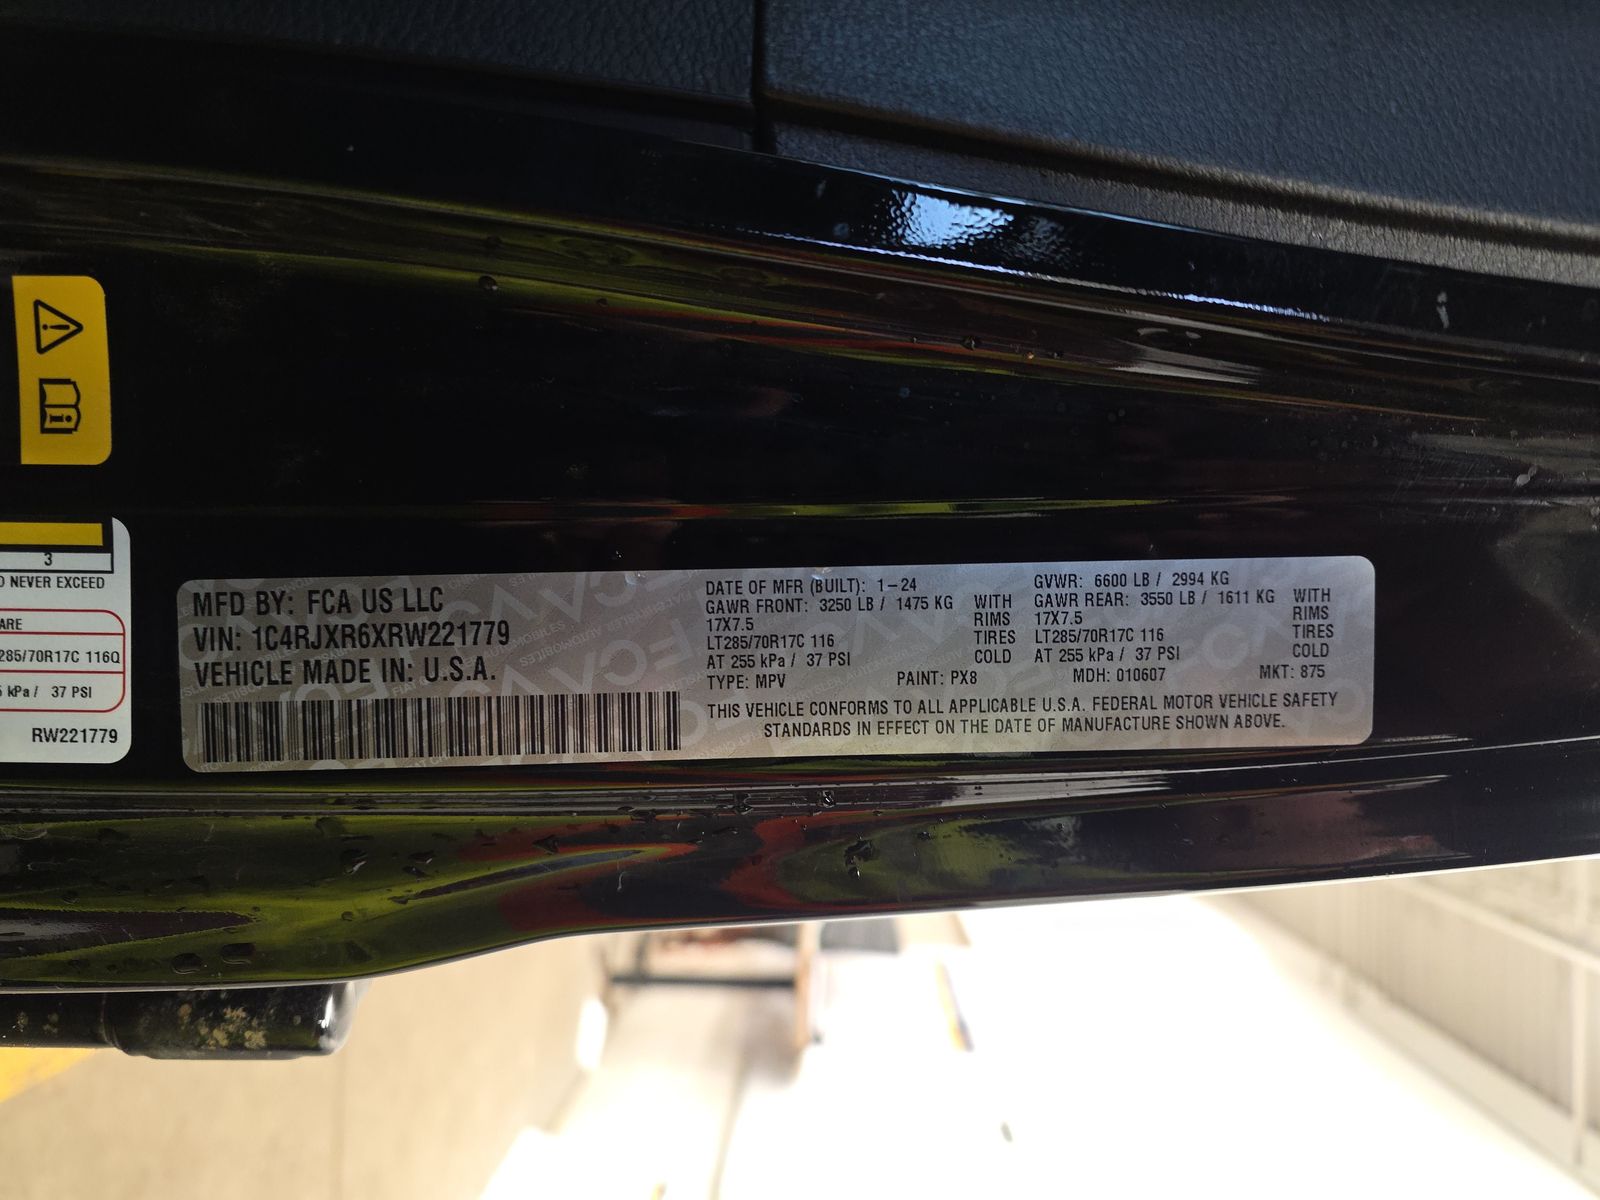 3
D NEVER EXCEED
ARE
285/70R17C 116Q
kPa / 37 PSI
RW221779
MFD BY: FCA US LLC
VIN: 1C4RJXR6XRW221779
VEHICLE MADE IN: U.S.A.
DATE OF MFR (BUILT): 1-24
GAWR FRONT: 3250 LB / 1475 KG WITH
17X7.5 RIMS
LT285/70R17C 116 TIRES
AT 255 kPa / 37 PSI COLD
TYPE: MPV
GVWR: 6600 LB / 2994 KG
GAWR REAR: 3550 LB / 1611 KG WITH
17X7.5 RIMS
LT285/70R17C 116 TIRES
AT 255 kPa / 37 PSI COLD
PAINT: PX8 MDH: 010607 MKT: 875
THIS VEHICLE CONFORMS TO ALL APPLICABLE U.S.A. FEDERAL MOTOR VEHICLE SAFETY
STANDARDS IN EFFECT ON THE DATE OF MANUFACTURE SHOWN ABOVE.